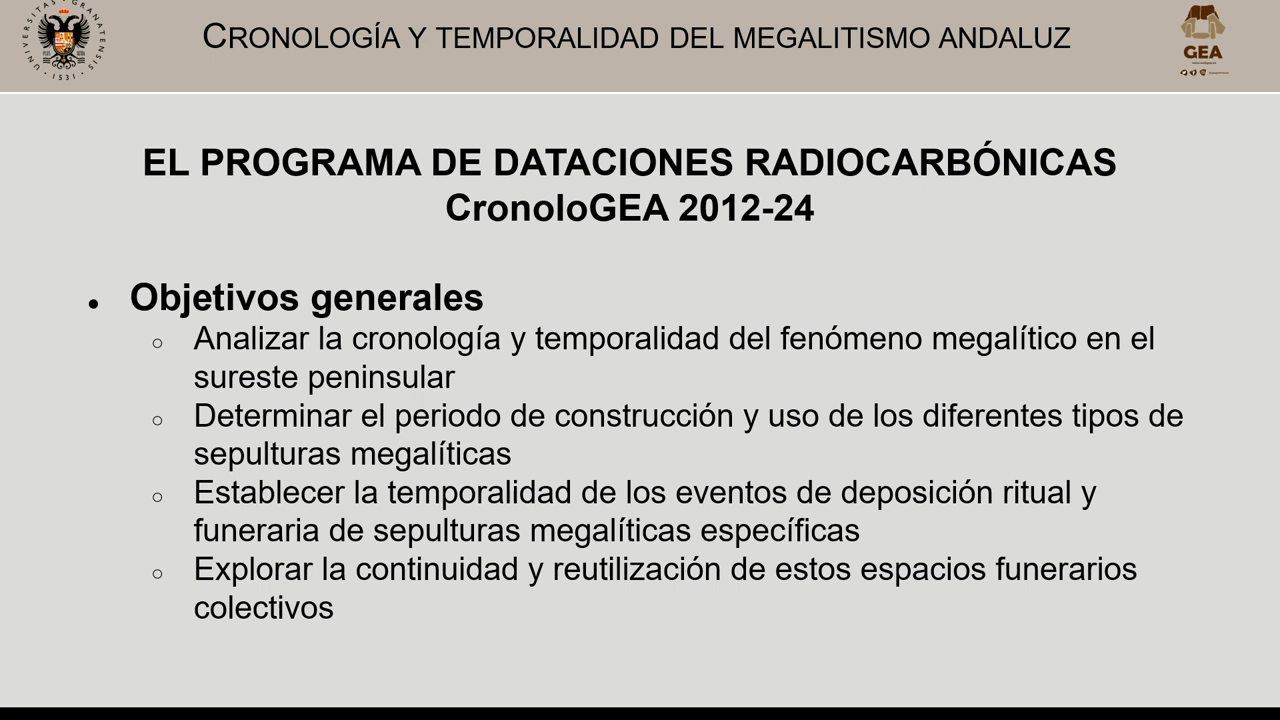 CRONOLOGÍA Y TEMPORALIDAD DEL MEGALITISMO ANDALUZ
UNIVERSITAS GRANATENSIS
1531
GEA
EL PROGRAMA DE DATACIONES RADIOCARBÓNICAS
CronoloGEA 2012-24
Objetivos generales
Analizar la cronología y temporalidad del fenómeno megalítico en el
sureste peninsular
Determinar el periodo de construcción y uso de los diferentes tipos de
sepulturas megalíticas
Establecer la temporalidad de los eventos de deposición ritual y
funeraria de sepulturas megalíticas específicas
Explorar la continuidad y reutilización de estos espacios funerarios
colectivos